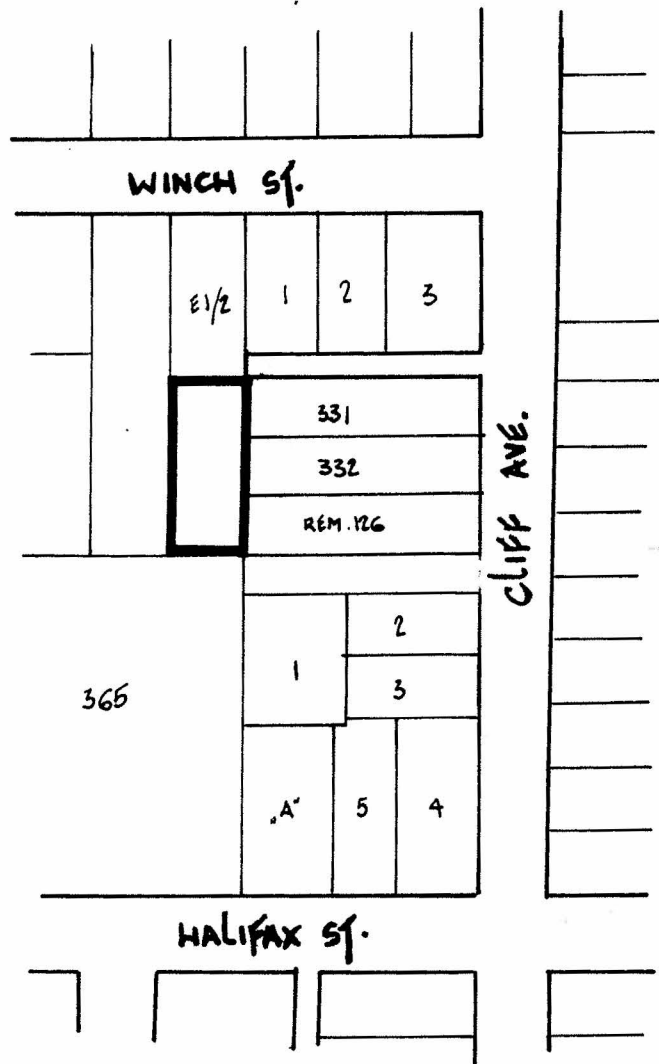 WINCH ST.
E1/2
1
2
3
331
332
REM. 126
CLIFF AVE.
2
1
3
365
"A"
5
4
HALIFAX ST.